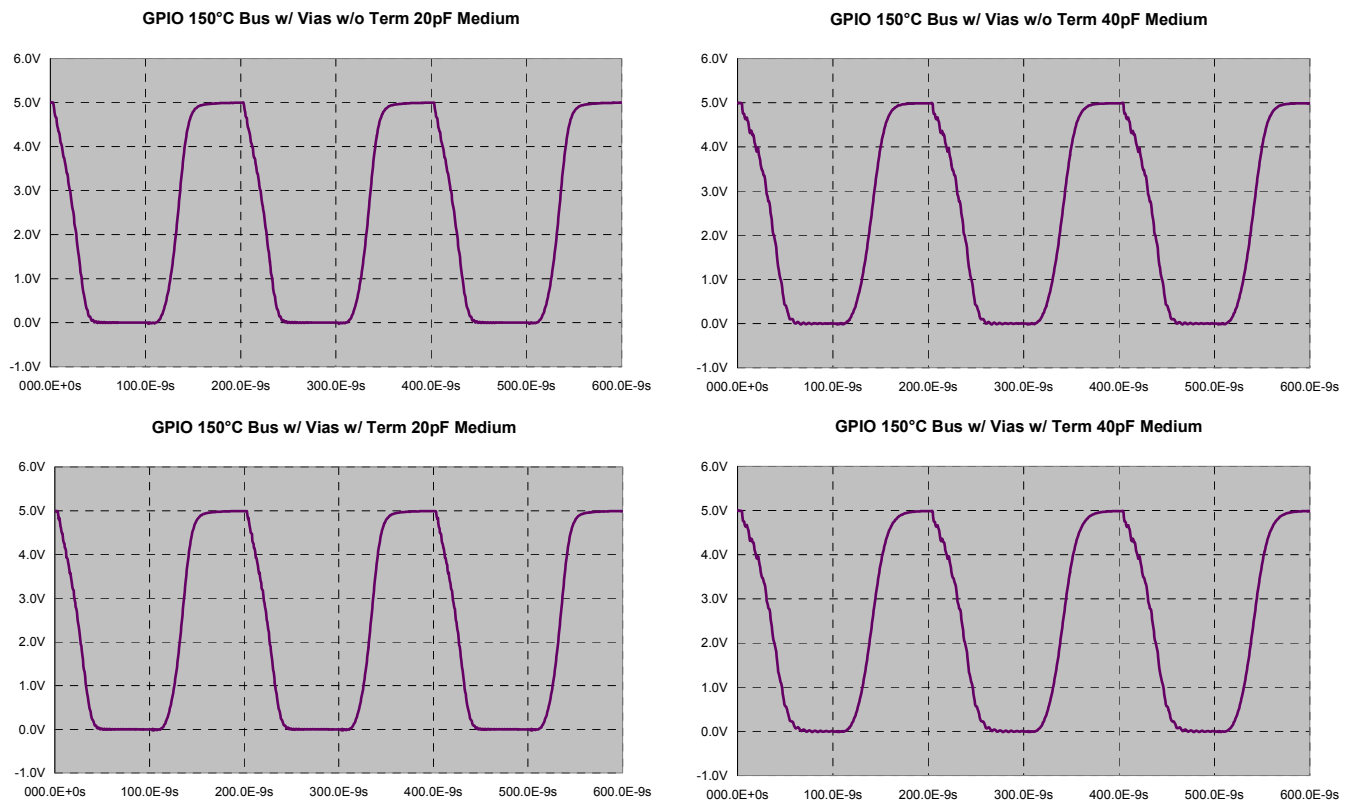 GPIO 150°C Bus w/ Vias w/o Term 20pF Medium
6.0V
5.0V
4.0V
3.0V
2.0V
1.0V
0.0V
-1.0V
000.0E+0s 100.0E-9s 200.0E-9s 300.0E-9s 400.0E-9s 500.0E-9s 600.0E-9s
GPIO 150°C Bus w/ Vias w/o Term 40pF Medium
6.0V
5.0V
4.0V
3.0V
2.0V
1.0V
0.0V
-1.0V
000.0E+0s 100.0E-9s 200.0E-9s 300.0E-9s 400.0E-9s 500.0E-9s 600.0E-9s
GPIO 150°C Bus w/ Vias w/ Term 20pF Medium
6.0V
5.0V
4.0V
3.0V
2.0V
1.0V
0.0V
-1.0V
000.0E+0s 100.0E-9s 200.0E-9s 300.0E-9s 400.0E-9s 500.0E-9s 600.0E-9s
GPIO 150°C Bus w/ Vias w/ Term 40pF Medium
6.0V
5.0V
4.0V
3.0V
2.0V
1.0V
0.0V
-1.0V
000.0E+0s 100.0E-9s 200.0E-9s 300.0E-9s 400.0E-9s 500.0E-9s 600.0E-9s